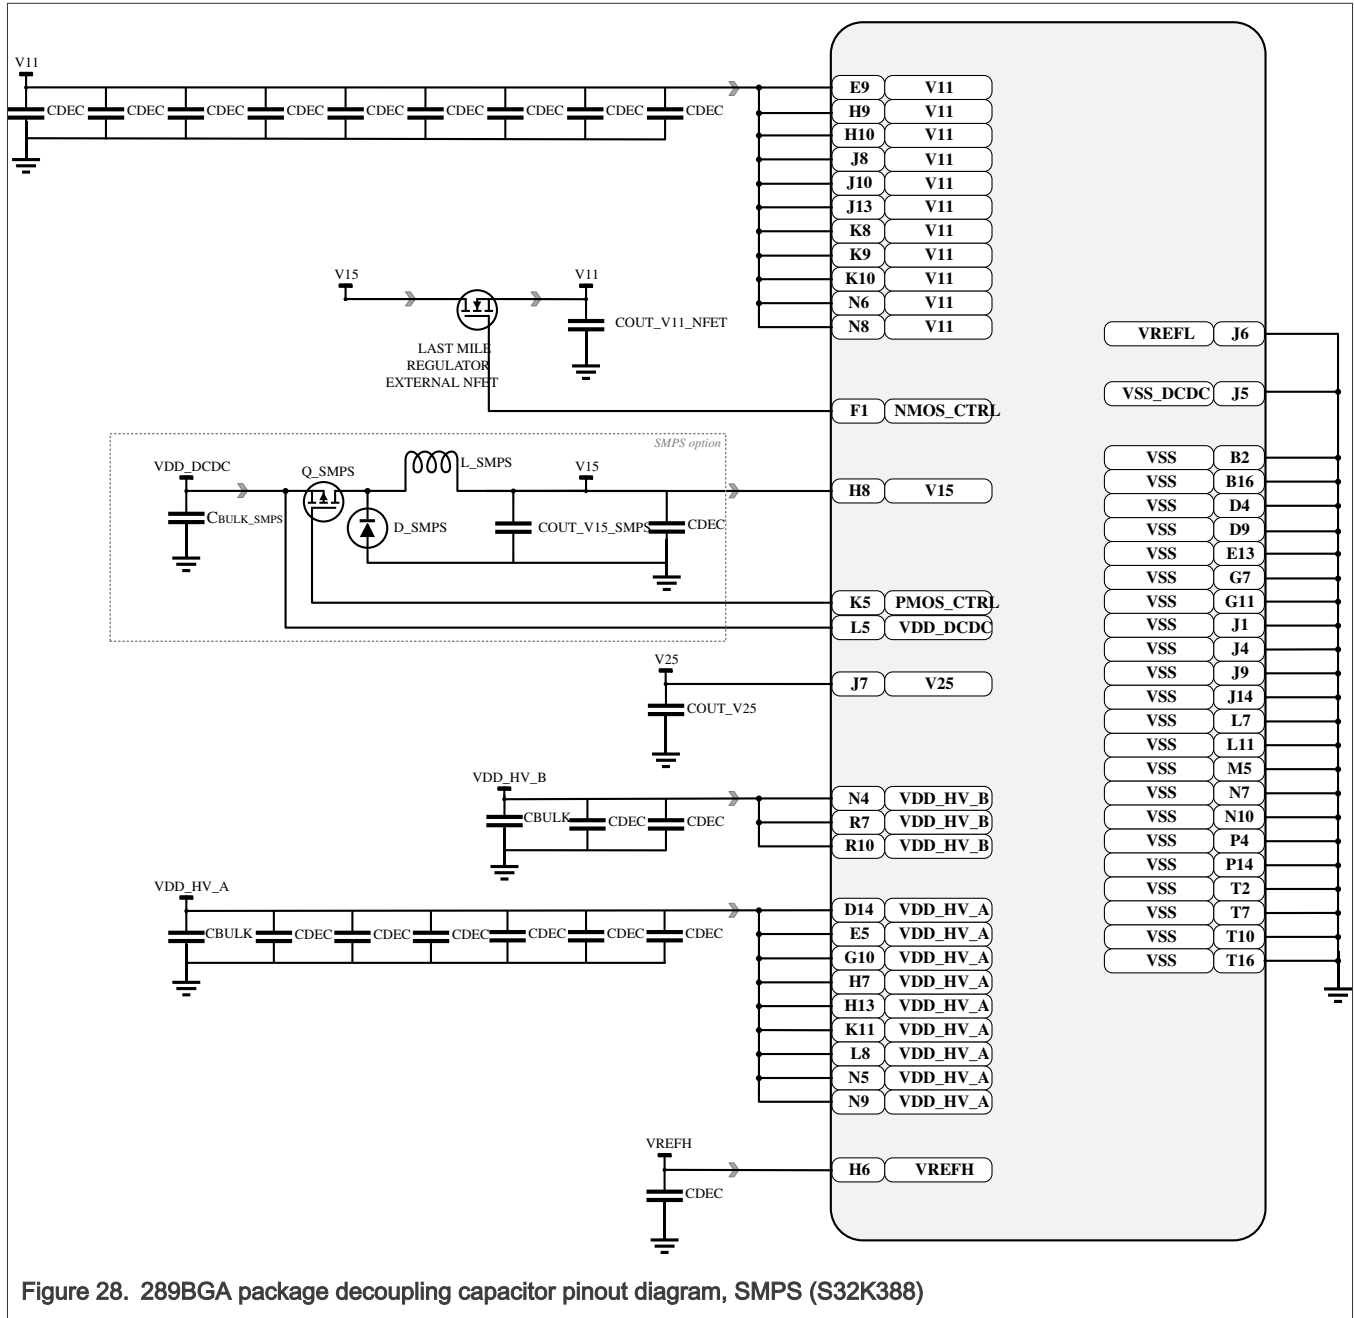 V11
CDEC CDEC CDEC CDEC CDEC CDEC CDEC CDEC CDEC
E9 V11
H9 V11
H10 V11
J8 V11
J10 V11
J13 V11
K8 V11
K9 V11
K10 V11
N6 V11
N8 V11
V15
V11
COUT_V11_NFET
LAST MILE
REGULATOR
EXTERNAL NFET
F1 NMOS_CTRL
SMPS option
VDD_DCDC
Q_SMPS
L_SMPS
V15
CBULK_SMPS
D_SMPS
COUT_V15_SMPS
CDEC
H8 V15
K5 PMOS_CTRL
L5 VDD_DCDC
V25
COUT_V25
J7 V25
VDD_HV_B
CBULK CDEC CDEC
N4 VDD_HV_B
R7 VDD_HV_B
R10 VDD_HV_B
VDD_HV_A
CBULK CDEC CDEC CDEC CDEC CDEC CDEC
D14 VDD_HV_A
E5 VDD_HV_A
G10 VDD_HV_A
H7 VDD_HV_A
H13 VDD_HV_A
K11 VDD_HV_A
L8 VDD_HV_A
N5 VDD_HV_A
N9 VDD_HV_A
VREFH
CDEC
H6 VREFH
VREFL J6
VSS_DCDC J5
VSS B2
VSS B16
VSS D4
VSS D9
VSS E13
VSS G7
VSS G11
VSS J1
VSS J4
VSS J9
VSS J14
VSS L7
VSS L11
VSS M5
VSS N7
VSS N10
VSS P4
VSS P14
VSS T2
VSS T7
VSS T10
VSS T16
Figure 28. 289BGA package decoupling capacitor pinout diagram, SMPS (S32K388)